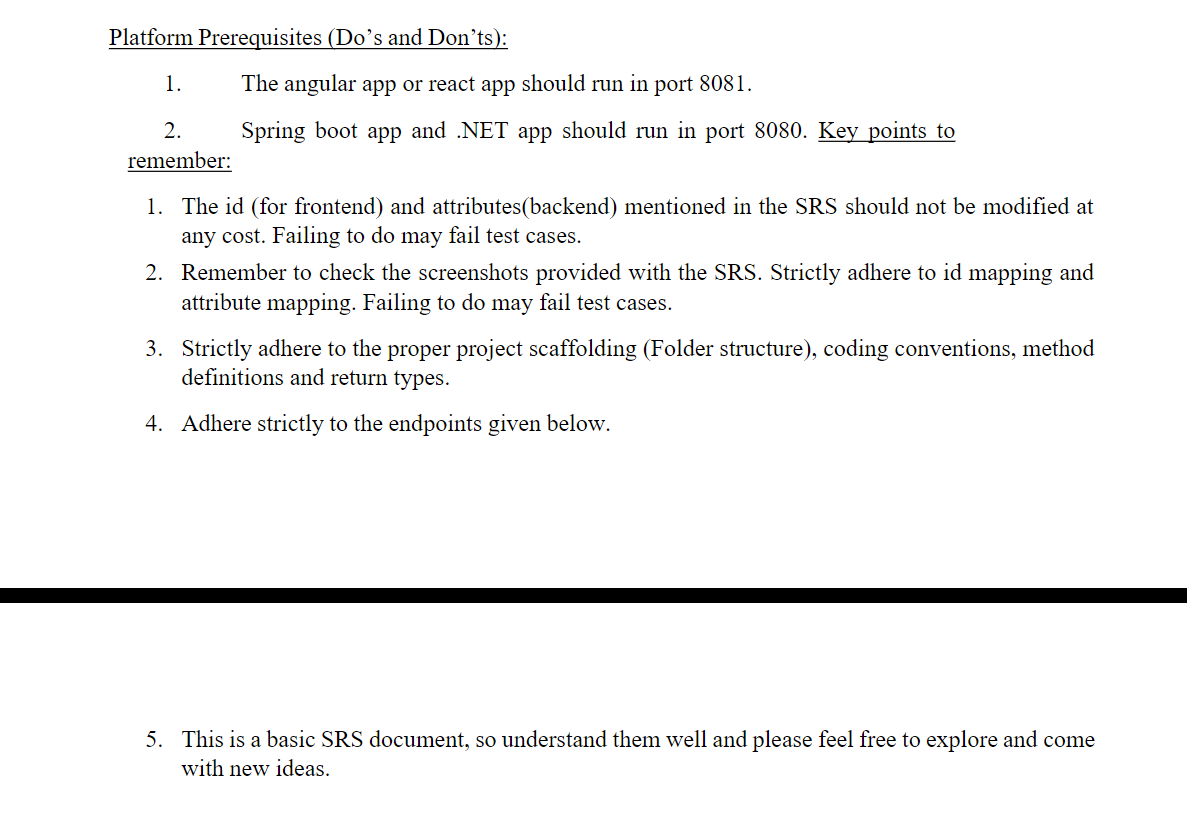 Platform Prerequisites (Do’s and Don’ts):
1. The angular app or react app should run in port 8081.
2. Spring boot app and .NET app should run in port 8080. Key points to
remember:
1. The id (for frontend) and attributes(backend) mentioned in the SRS should not be modified at
any cost. Failing to do may fail test cases.
2. Remember to check the screenshots provided with the SRS. Strictly adhere to id mapping and
attribute mapping. Failing to do may fail test cases.
3. Strictly adhere to the proper project scaffolding (Folder structure), coding conventions, method
definitions and return types.
4. Adhere strictly to the endpoints given below.
5. This is a basic SRS document, so understand them well and please feel free to explore and come
with new ideas.